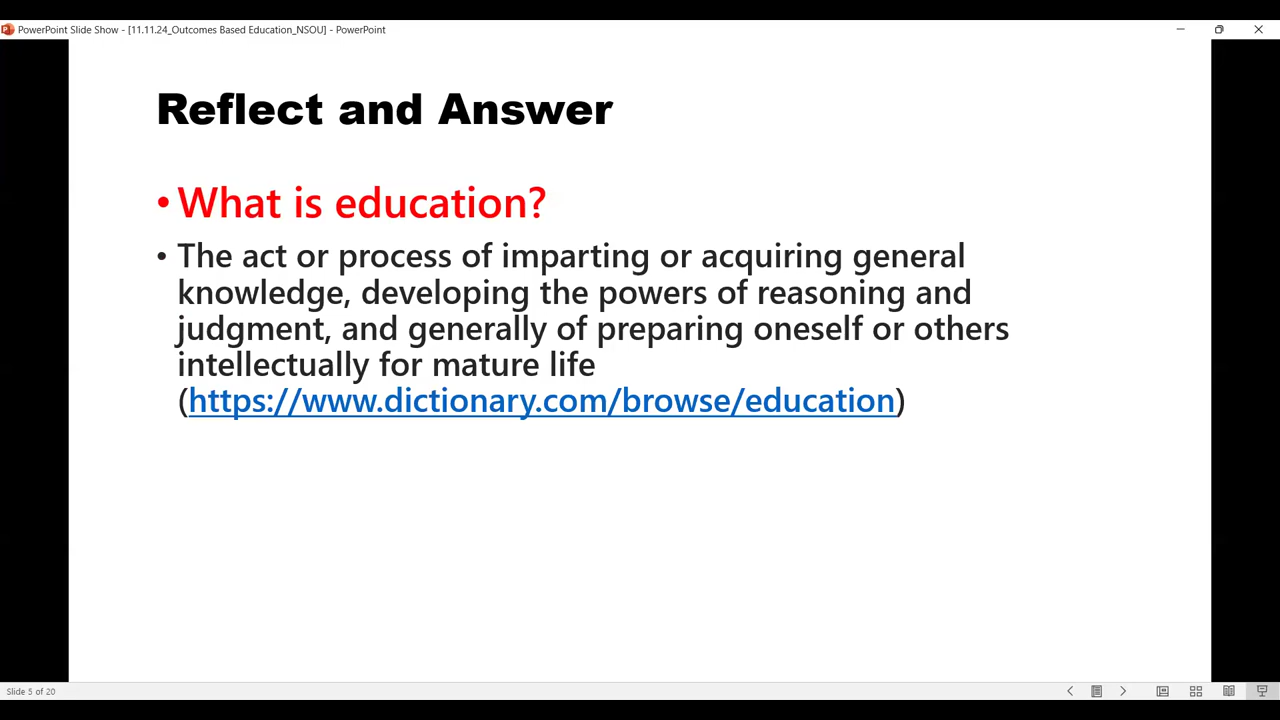 PowerPoint Slide Show - [11.11.24_Outcomes Based Education_NSOU] - PowerPoint
Reflect and Answer
•What is education?
• The act or process of imparting or acquiring general
knowledge, developing the powers of reasoning and
judgment, and generally of preparing oneself or others
intellectually for mature life
(https://www.dictionary.com/browse/education)
Slide 5 of 20